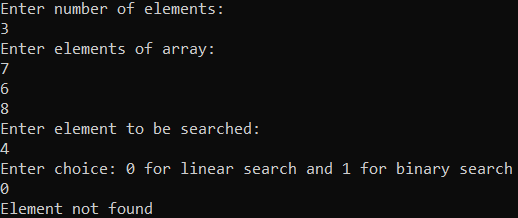 Enter number of elements:
3
Enter elements of array:
7
6
8
Enter element to be searched:
4
Enter choice: 0 for linear search and 1 for binary search
0
Element not found